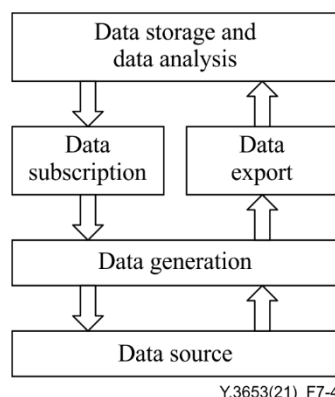 Data storage and
data analysis
Data
subscription
Data
export
Data generation
Data source
Y.3653(21)_F7-4